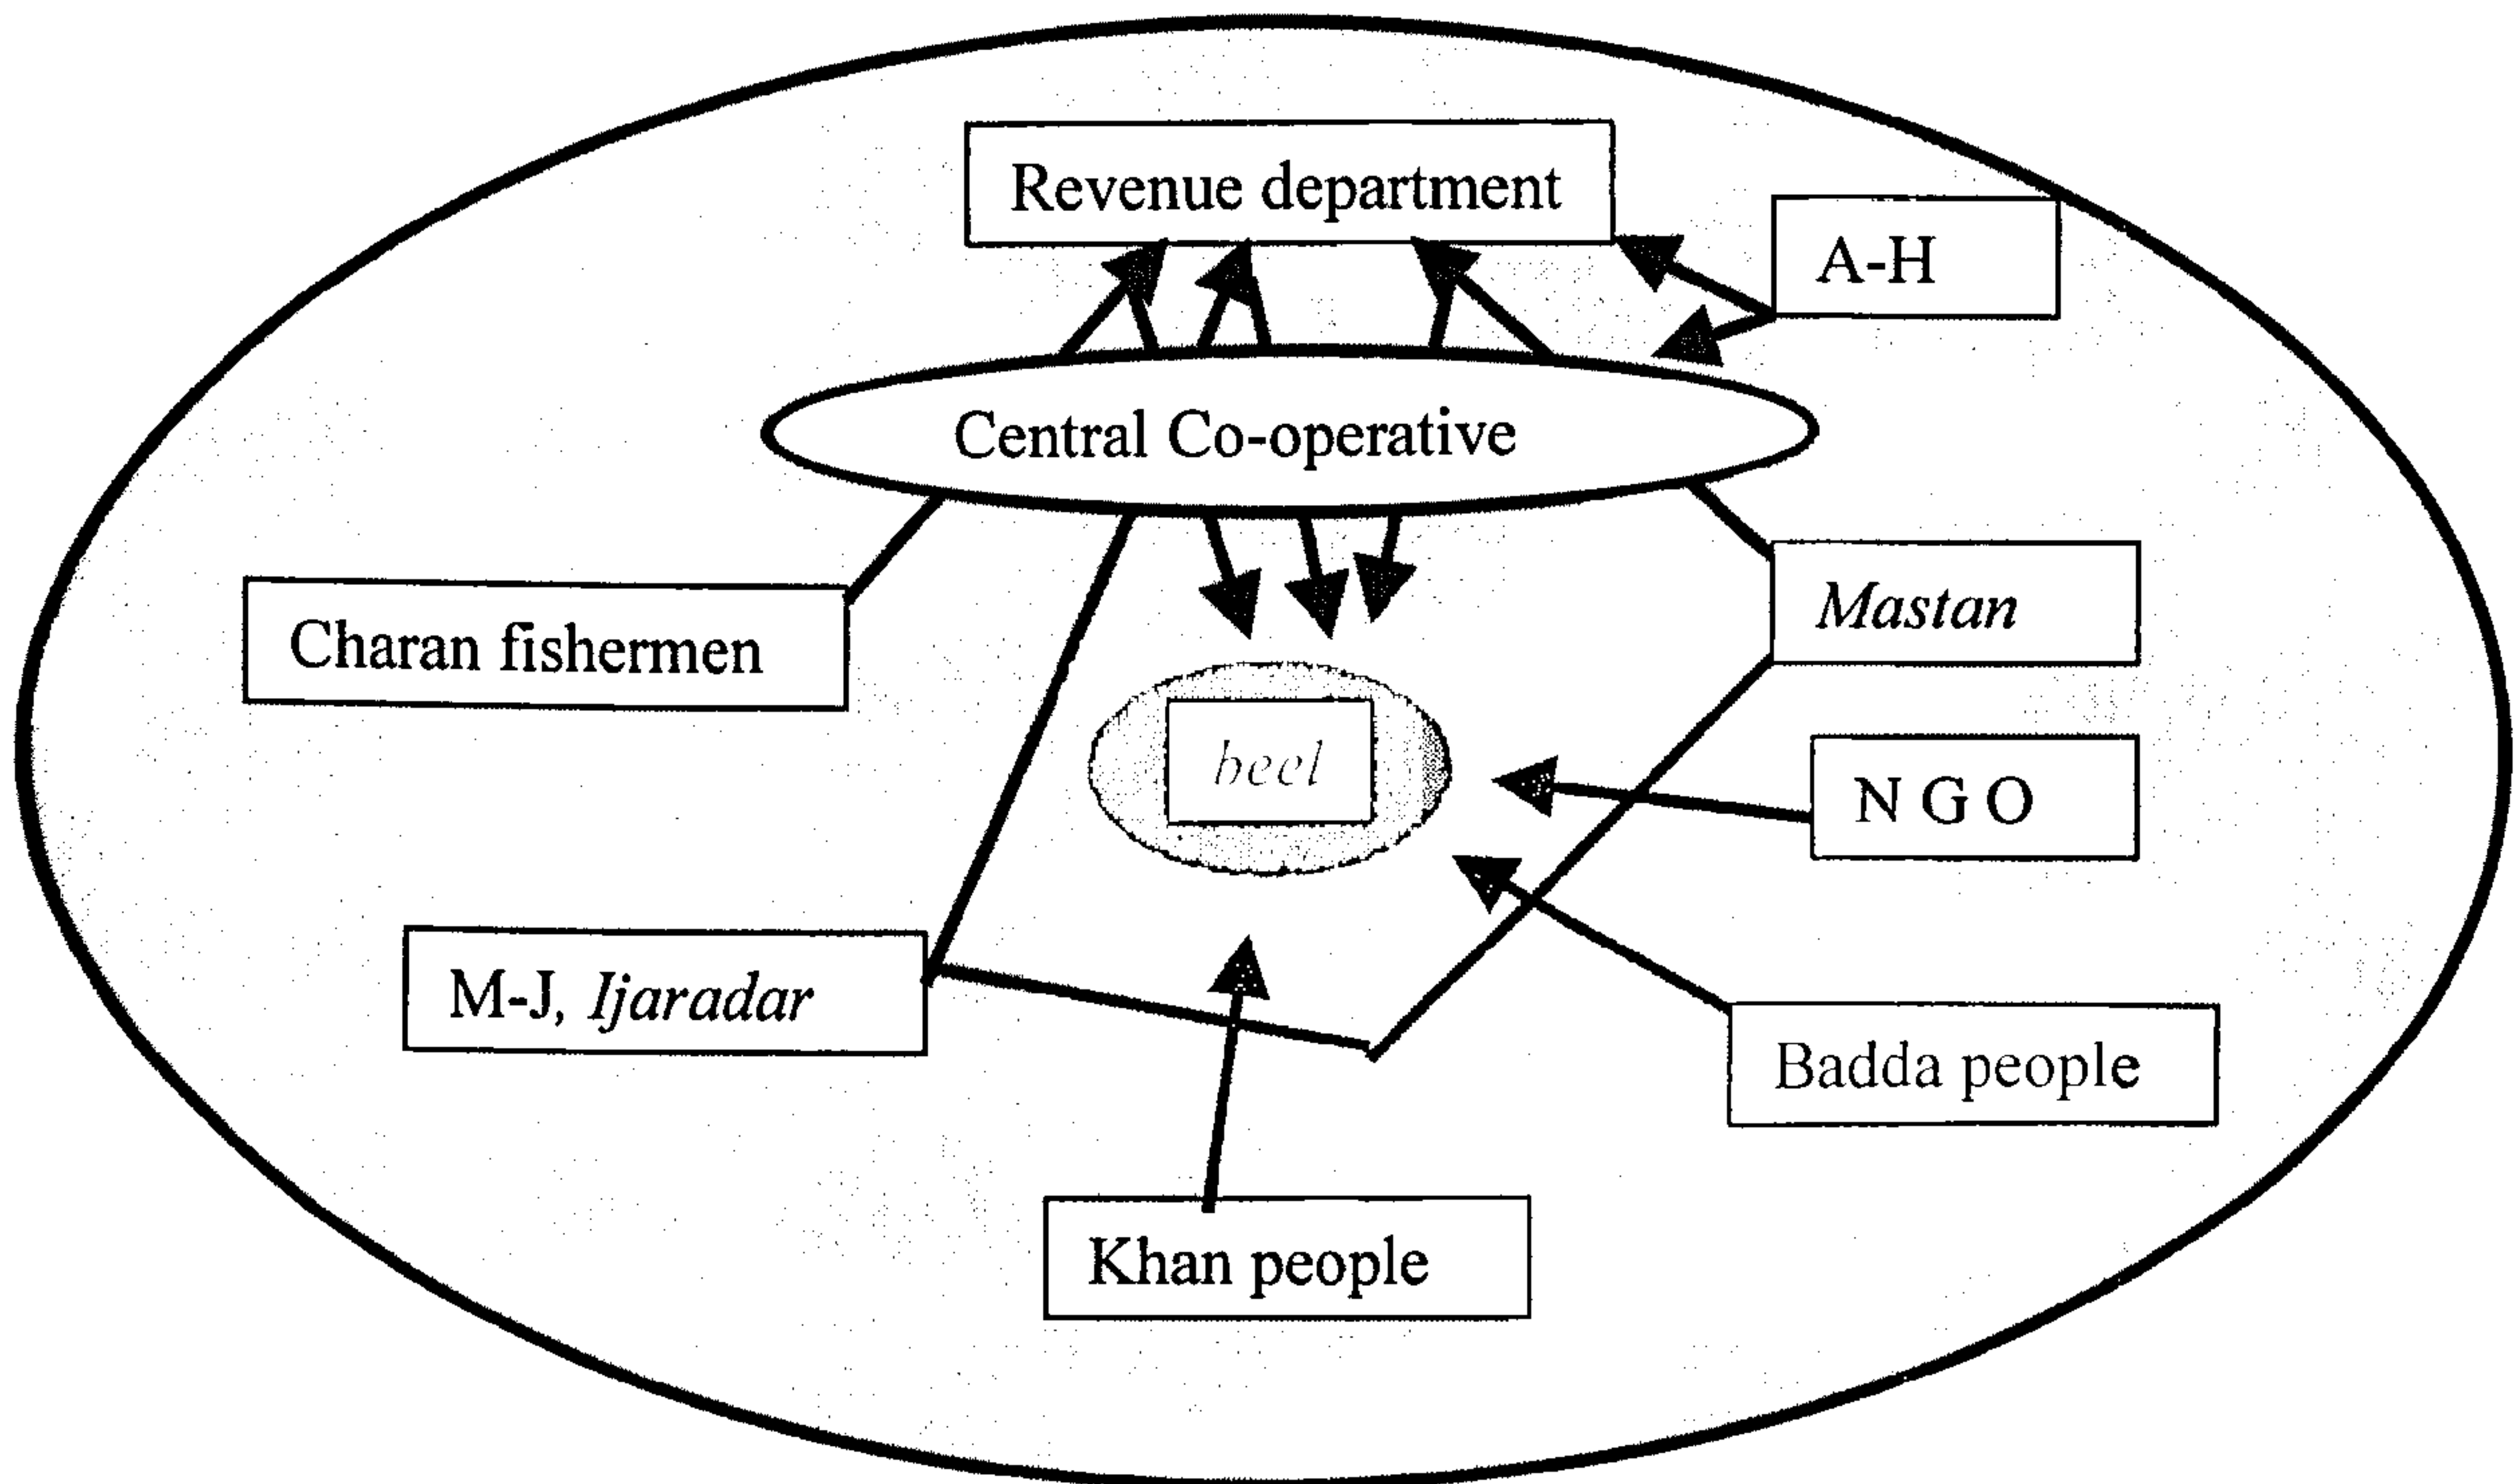 Revenue department
A-H
Central Co-operative
Charan fishermen
Mastan
beel
N G O
M-J, Ijaradar
Badda people
Khan people